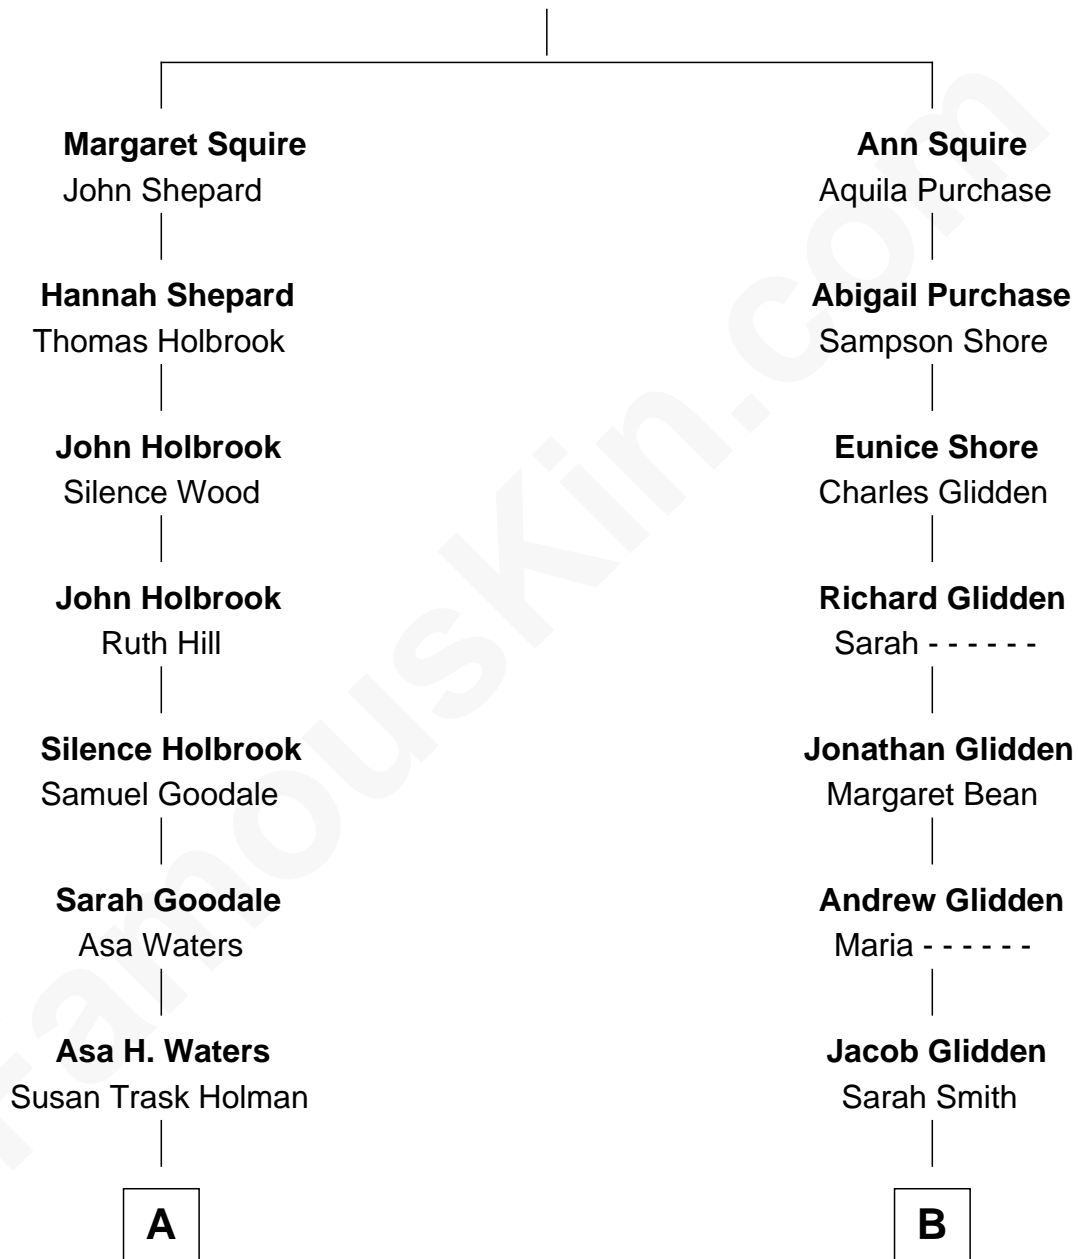 Margaret Squire
John Shepard
Hannah Shepard
Thomas Holbrook
John Holbrook
Silence Wood
John Holbrook
Ruth Hill
Silence Holbrook
Samuel Goodale
Sarah Goodale
Asa Waters
Asa H. Waters
Susan Trask Holman
A
Ann Squire
Aquila Purchase
Abigail Purchase
Sampson Shore
Eunice Shore
Charles Glidden
Richard Glidden
Sarah - - - - - -
Jonathan Glidden
Margaret Bean
Andrew Glidden
Maria - - - - - -
Jacob Glidden
Sarah Smith
B
FamousKin.com